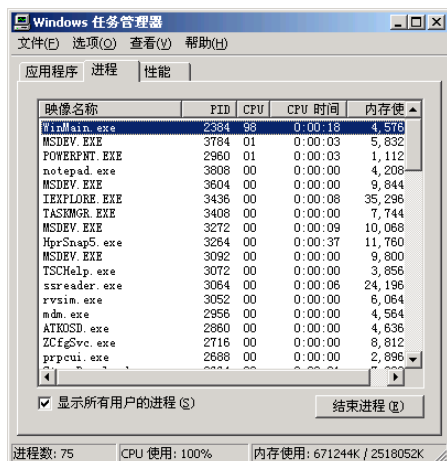 Windows 任务管理器
文件(F) 选项(O) 查看(V) 帮助(H)
应用程序 进程 性能
映像名称 PID CPU CPU 时间 内存使
WinMain.exe 2384 98 0:00:18 4,576
MSDEV.EXE 3784 01 0:00:03 5,832
POWERPNT.EXE 2960 01 0:00:03 1,112
notepad.exe 3808 00 0:00:00 4,208
MSDEV.EXE 3604 00 0:00:00 9,844
IEXPLORE.EXE 3436 00 0:00:08 35,296
TASKMGR.EXE 3408 00 0:00:00 7,744
MSDEV.EXE 3272 00 0:00:09 10,068
HprSnap5.exe 3264 00 0:00:37 11,760
MSDEV.EXE 3092 00 0:00:00 9,800
TSCHelp.exe 3072 00 0:00:00 3,856
ssreader.exe 3064 00 0:00:06 24,196
rvsim.exe 3052 00 0:00:00 6,064
mdm.exe 2956 00 0:00:00 4,564
ATKOSD.exe 2860 00 0:00:00 4,636
ZCfgSvc.exe 2716 00 0:00:00 8,812
prpcui.exe 2688 00 0:00:00 2,896
显示所有用户的进程(S)
结束进程(E)
进程数: 75 CPU 使用: 100% 内存使用: 671244K / 2518052K